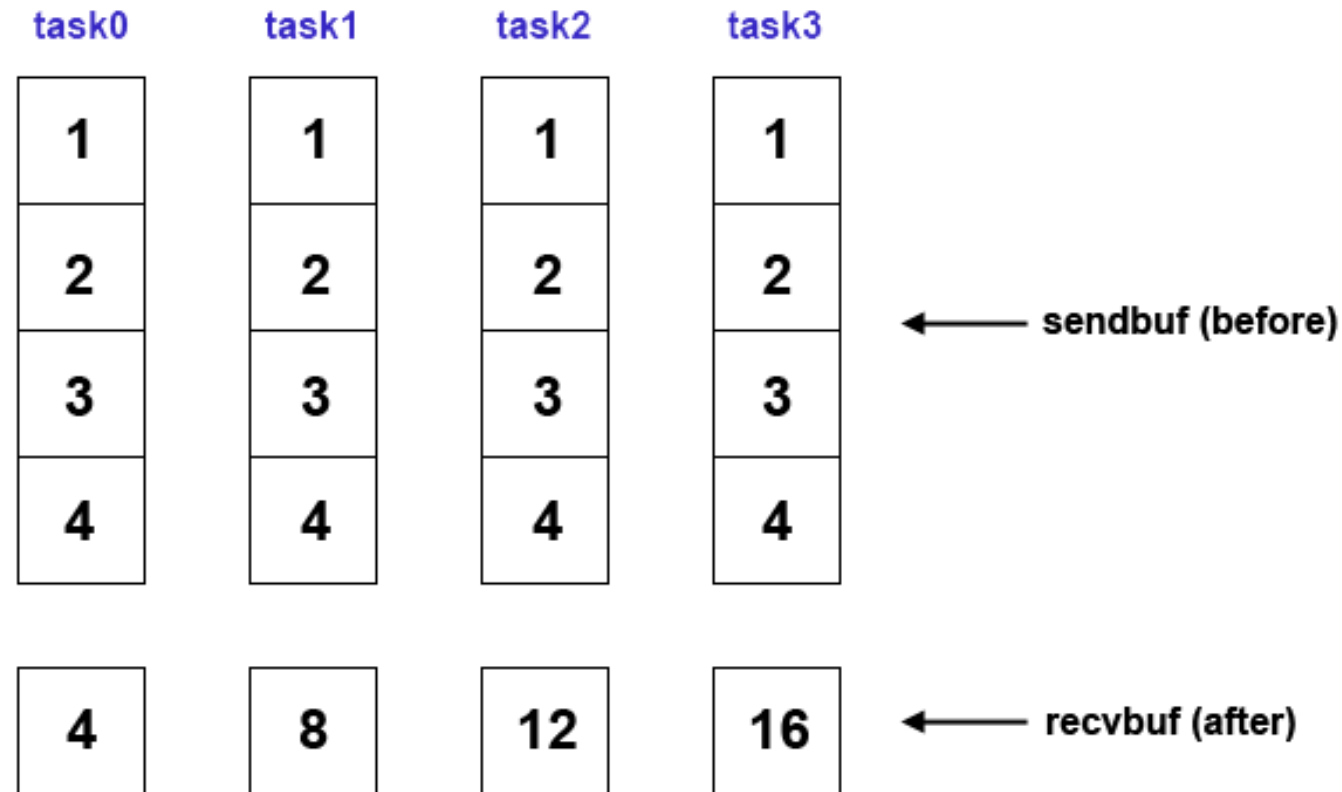 task0 task1 task2 task3
1 1 1 1
2 2 2 2
sendbuf (before)
3 3 3 3
4 4 4 4
4 8 12 16 recvbuf (after)